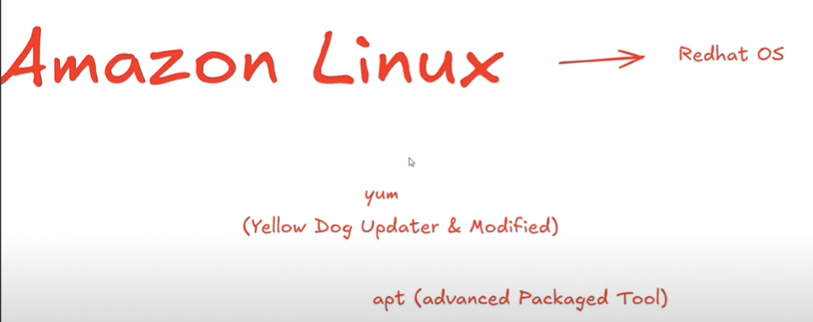 Amazon Linux → Redhat OS
yum
(Yellow Dog Updater & Modified)
apt (advanced Packaged Tool)